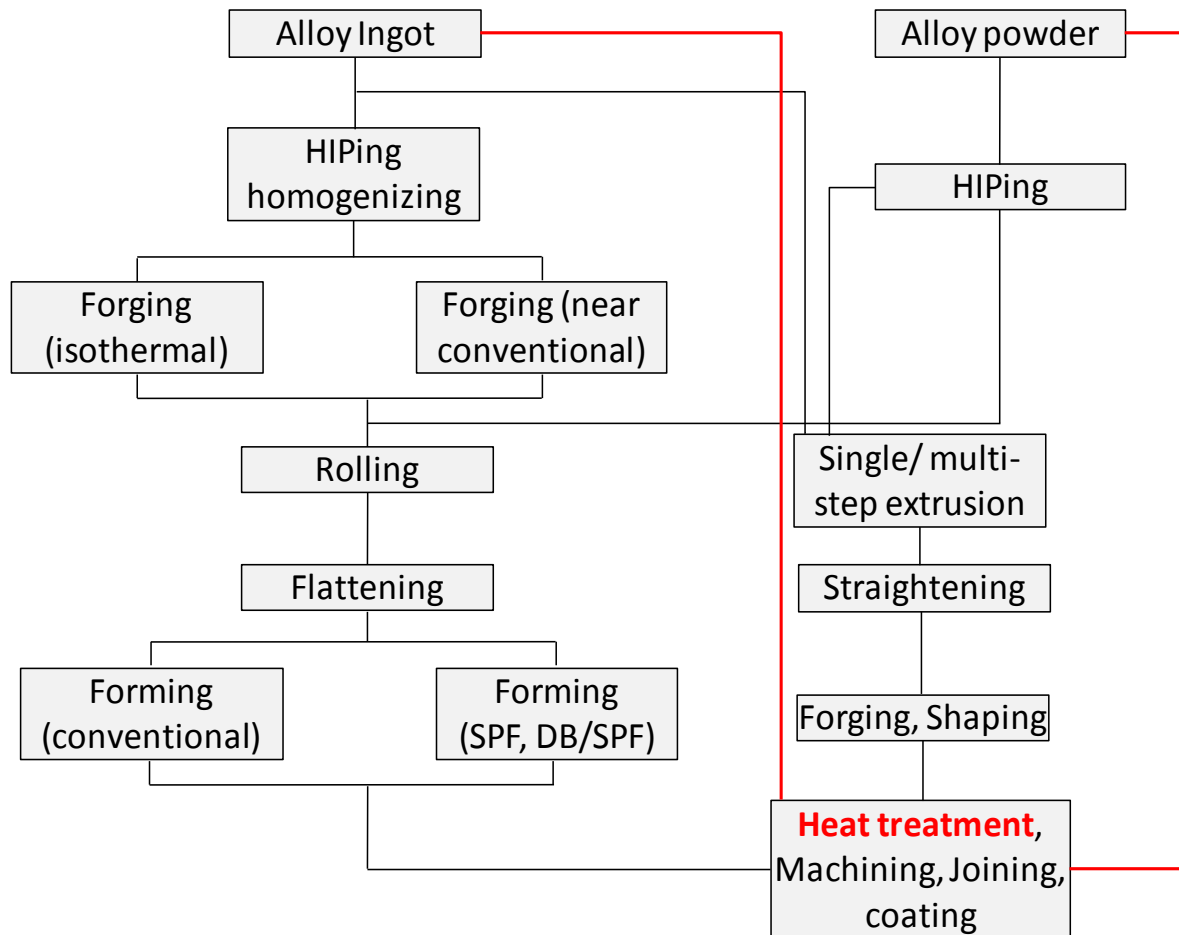 Alloy Ingot
Alloy powder
HIPing
homogenizing
HIPing
Forging
(isothermal)
Forging (near
conventional)
Rolling
Single/ multi-
step extrusion
Flattening
Straightening
Forming
(conventional)
Forming
(SPF, DB/SPF)
Forging, Shaping
Heat treatment,
Machining, Joining,
coating